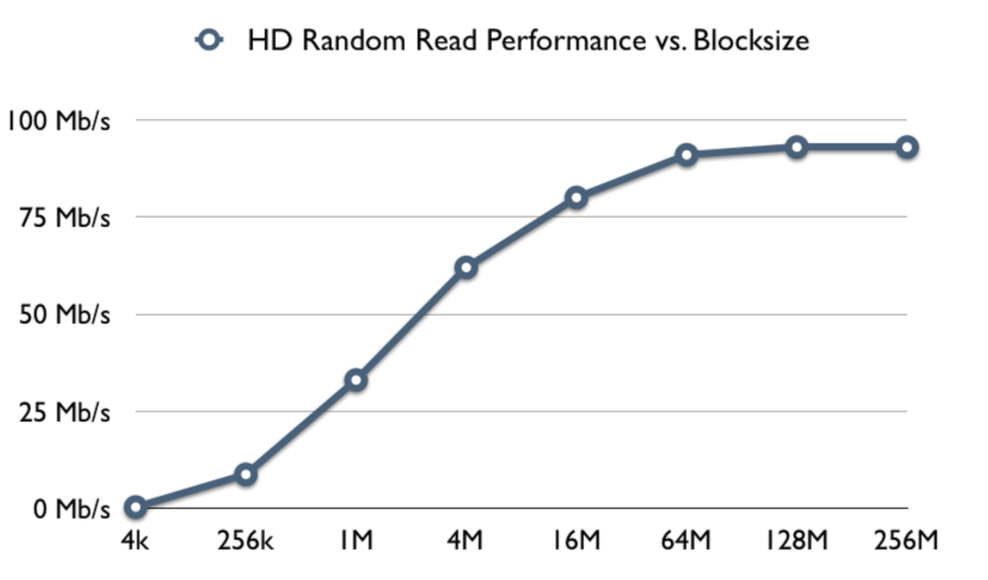 HD Random Read Performance vs. Blocksize
100 Mb/s
75 Mb/s
50 Mb/s
25 Mb/s
0 Mb/s
4k 256k 1M 4M 16M 64M 128M 256M